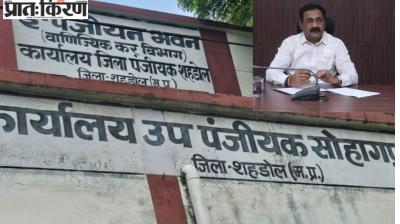 प्रातःकिरण
ई पंजीयन भवन
(वाणिज्यिक कर विभाग)
कार्यालय जिला पंजीयक शहडोल
जिला-शहडोल (म.प्र.)
कार्यालय उप पंजीयक सोहागपु
जिला-शहडोल (म.प्र.)